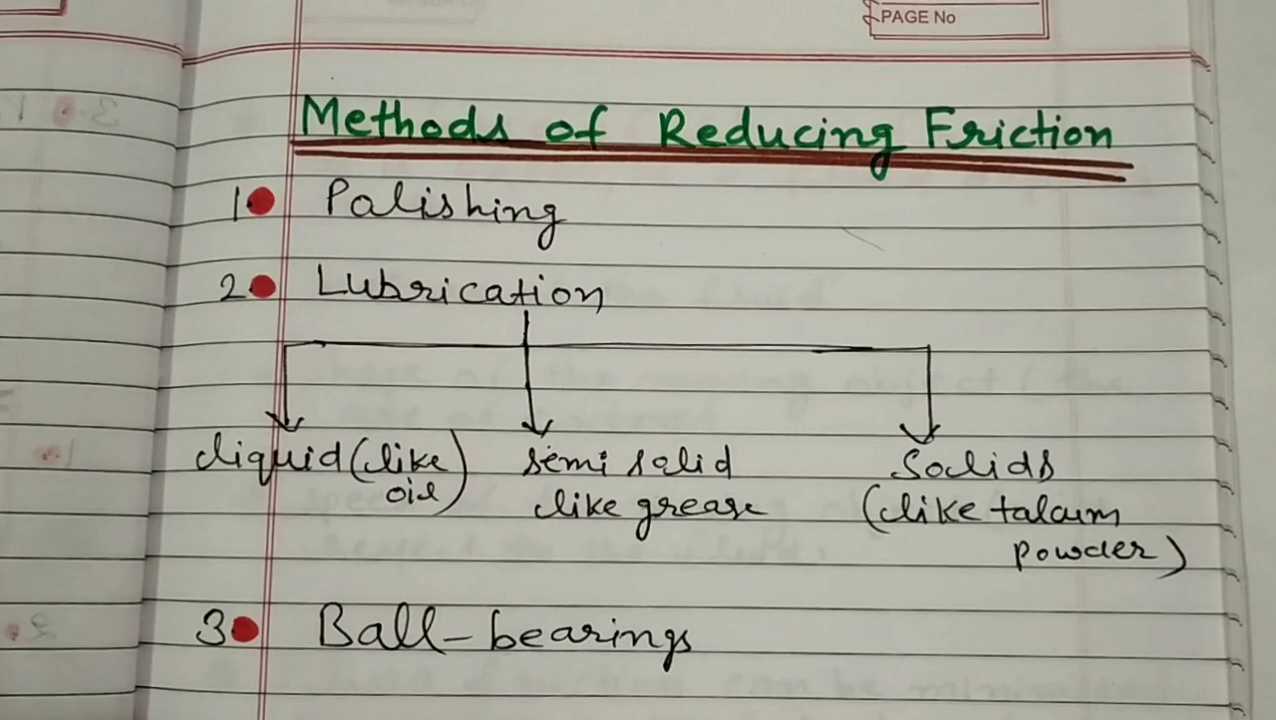 PAGE No
Methods of Reducing Friction
1 Polishing
2 Lubrication
liquid (like oil)
semi solid like grease
Solids (like talcum powder)
3 Ball-bearings